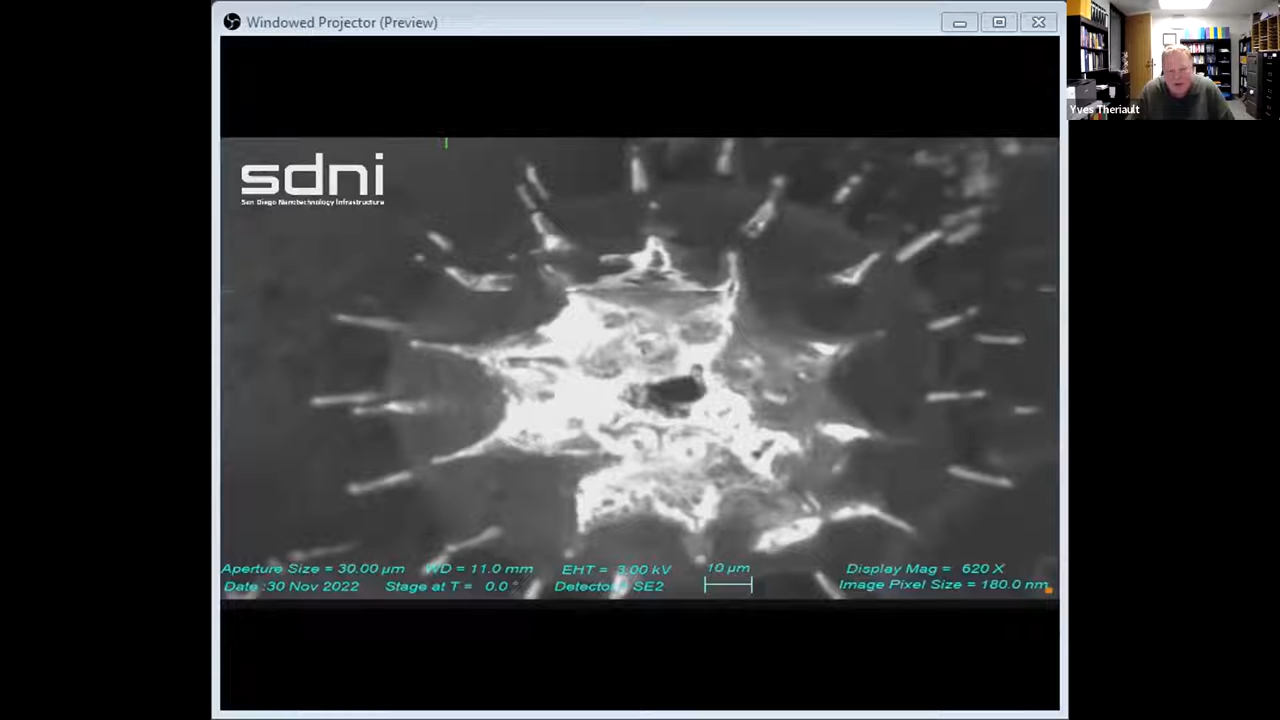 Windowed Projector (Preview)
Yves Theriault
sdni
San Diego Nanotechnology Infrastructure
Aperture Size = 30.00 µm WD = 11.0 mm EHT = 3.00 kV 10 µm Display Mag = 620 X
Date :30 Nov 2022 Stage at T = 0.0 ° Detector = SE2 Image Pixel Size = 180.0 nm